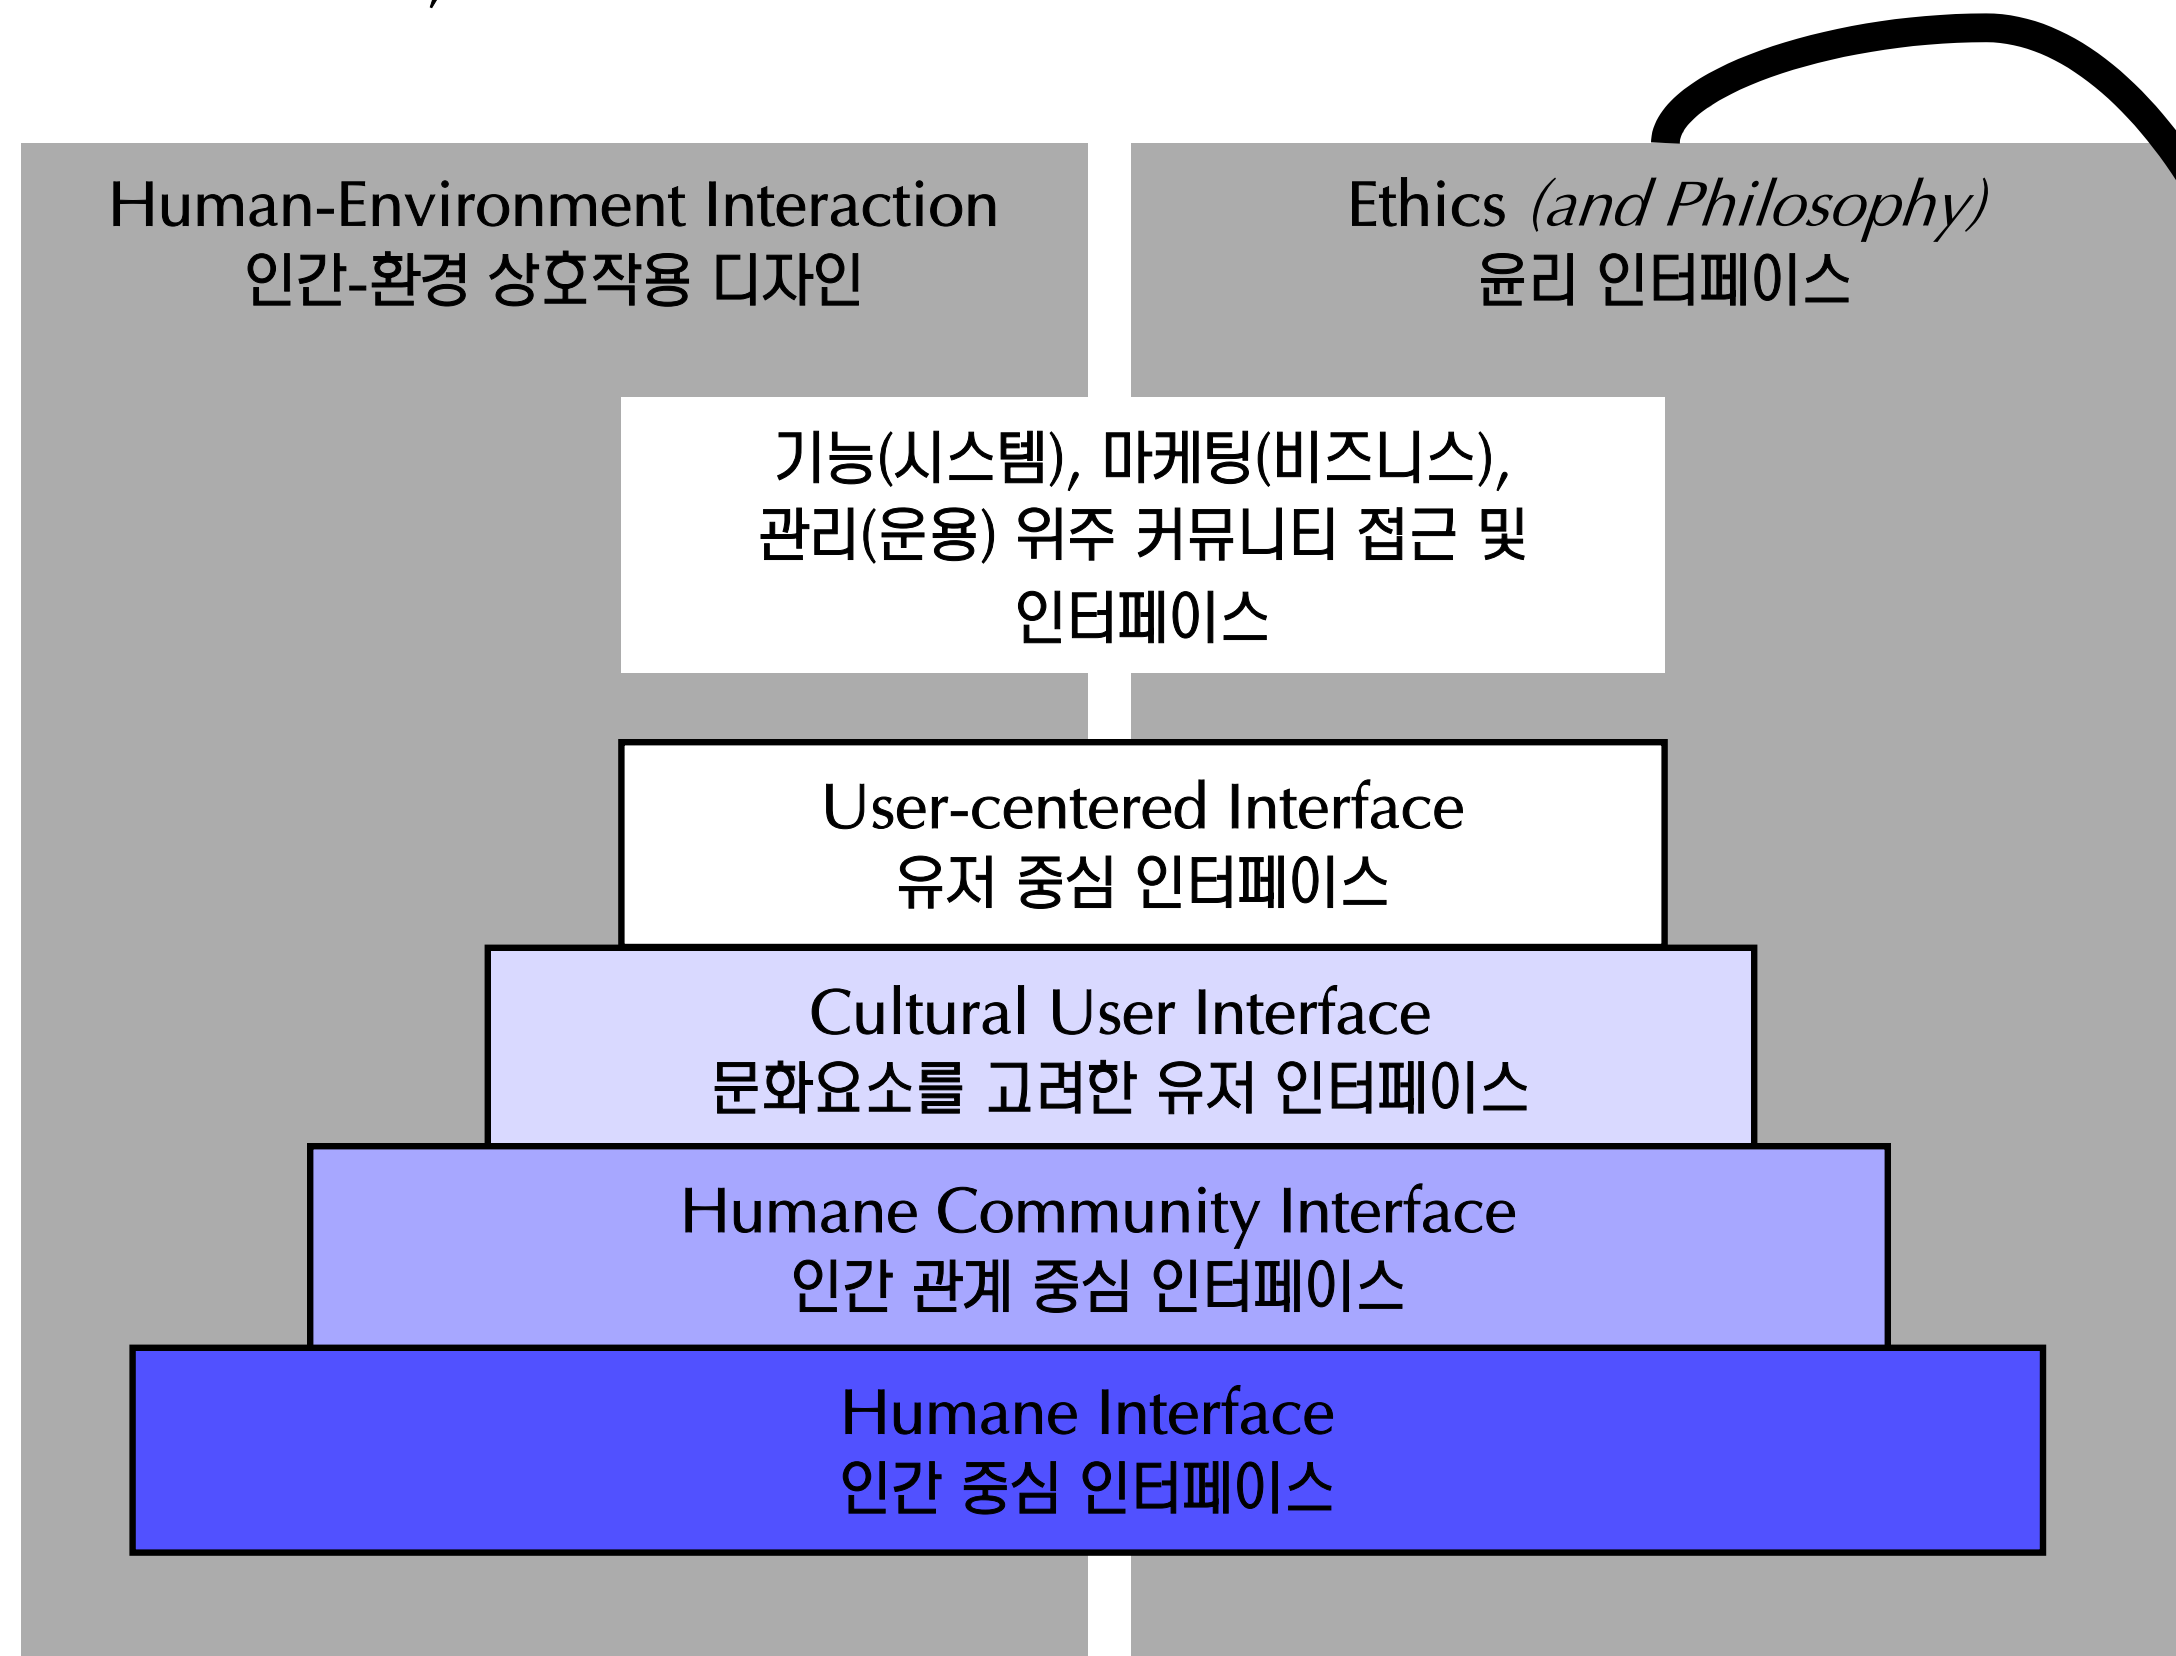 Human-Environment Interaction
인간-환경 상호작용 디자인
Ethics (and Philosophy)
윤리 인터페이스
기능(시스템), 마케팅(비즈니스),
관리(운용) 위주 커뮤니티 접근 및
인터페이스
User-centered Interface
유저 중심 인터페이스
Cultural User Interface
문화요소를 고려한 유저 인터페이스
Humane Community Interface
인간 관계 중심 인터페이스
Humane Interface
인간 중심 인터페이스